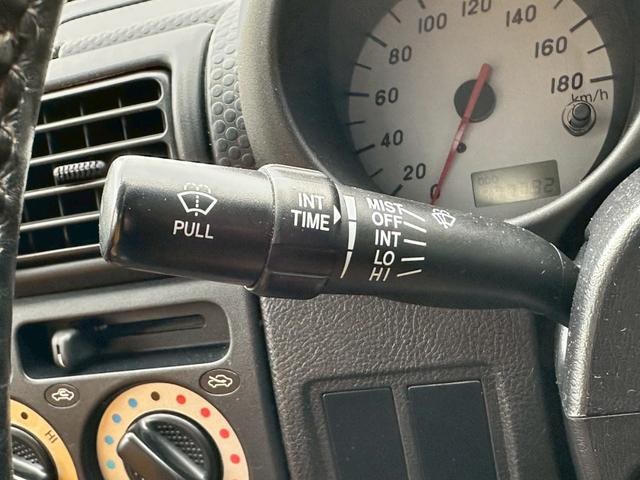 120
100
140
80
160
60
180
km/h
40
20
0
ODO
INT
TIME
PULL
MIST
OFF
INT
LO
HI
HI